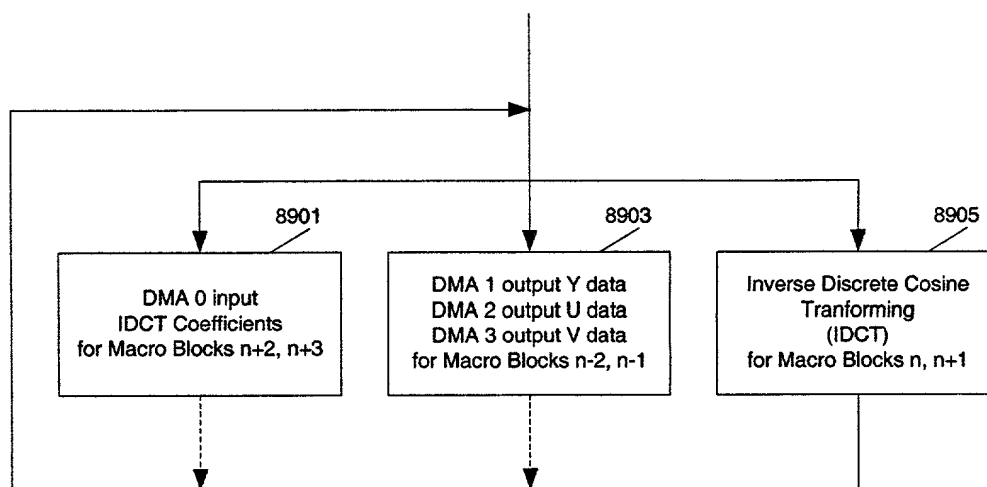 8901
8903
8905
DMA 0 input
IDCT Coefficients
for Macro Blocks n+2, n+3
DMA 1 output Y data
DMA 2 output U data
DMA 3 output V data
for Macro Blocks n-2, n-1
Inverse Discrete Cosine
Tranforming
(IDCT)
for Macro Blocks n, n+1